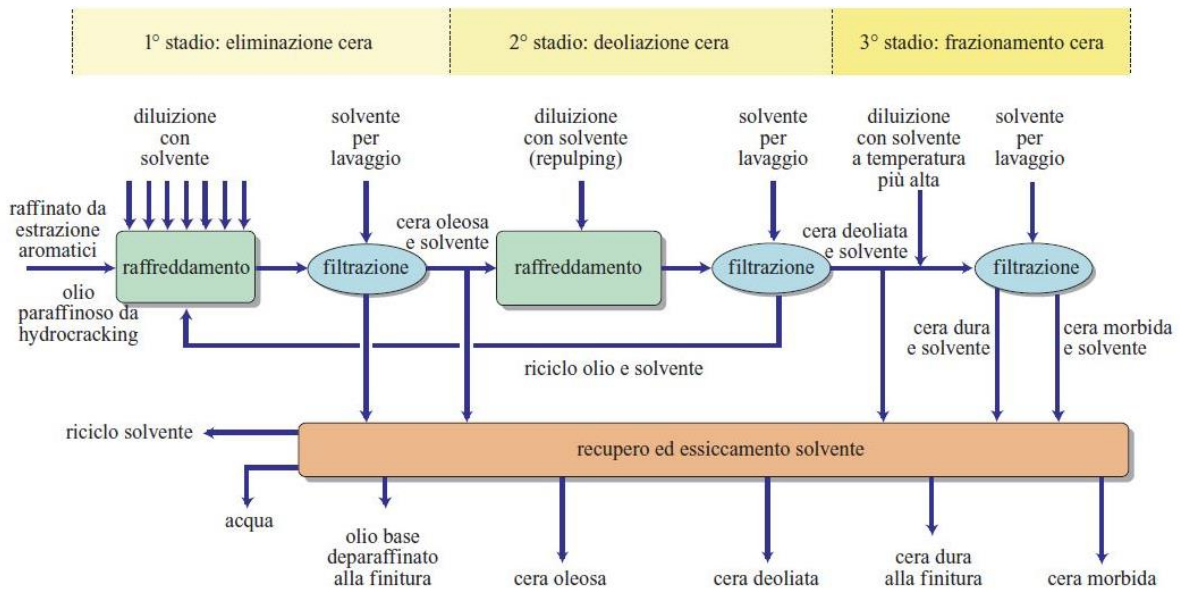 1° stadio: eliminazione cera
2° stadio: deoliazione cera
3° stadio: frazionamento cera
diluizione
con
solvente
solvente
per
lavaggio
diluizione
con solvente
(repulping)
solvente
per
lavaggio
diluizione
con solvente
a temperatura
più alta
solvente
per
lavaggio
raffinato da
estrazione
aromatici
raffreddamento
filtrazione
cera oleosa
e solvente
raffreddamento
filtrazione
cera deoliata
e solvente
filtrazione
olio
paraffinoso da
hydrocracking
riciclo olio e solvente
cera dura
e solvente
cera morbida
e solvente
riciclo solvente
recupero ed essiccamento solvente
acqua
olio base
deparaffinato
alla finitura
cera oleosa
cera deoliata
cera dura
alla finitura
cera morbida